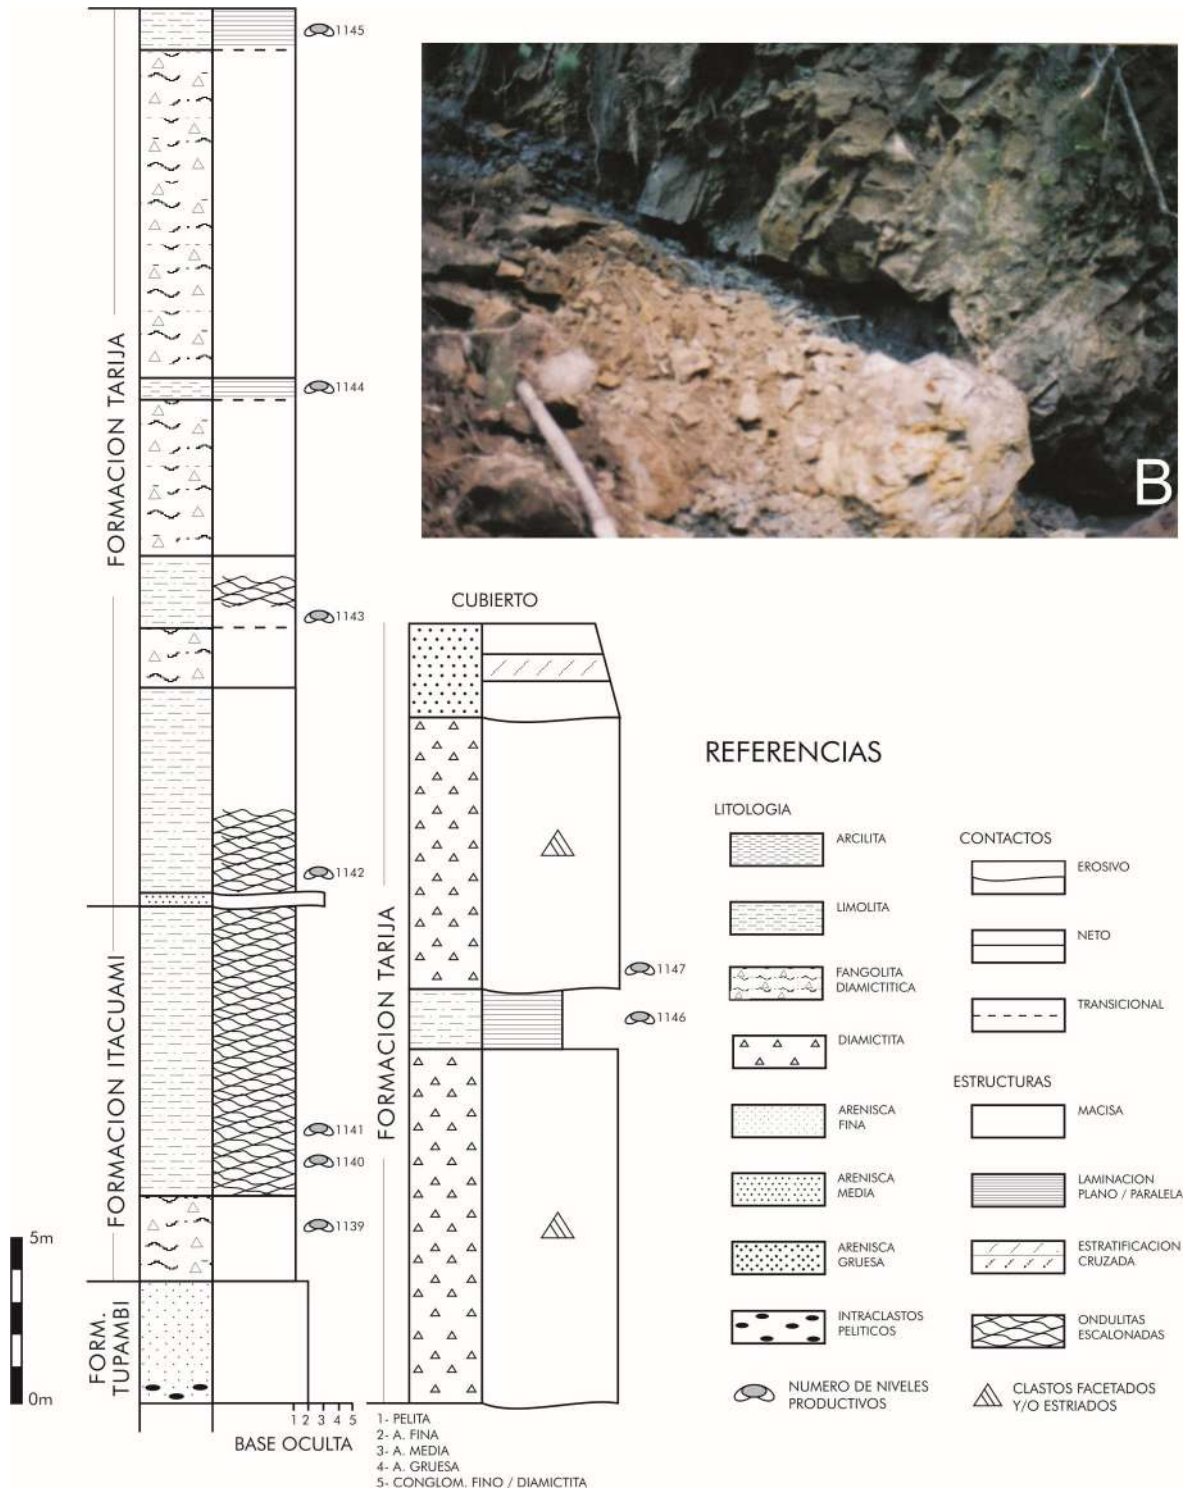 1145
FORMACION TARIJA
1144
1143
1142
FORMACION ITACUAMI
1141
1140
1139
FORM.
TUPAMBI
5m
0m
1 2 3 4 5
BASE OCULTA
B
CUBIERTO
FORMACION TARIJA
1147
1146
1- PELITA
2- A. FINA
3- A. MEDIA
4- A. GRUESA
5- CONGLOM. FINO / DIAMICTITA
REFERENCIAS
LITOLOGIA
ARCILITA
LIMOLITA
FANGOLITA
DIAMICTITICA
DIAMICTITA
ARENISCA
FINA
ARENISCA
MEDIA
ARENISCA
GRUESA
INTRACLASTOS
PELITICOS
NUMERO DE NIVELES
PRODUCTIVOS
CONTACTOS
EROSIVO
NETO
TRANSICIONAL
ESTRUCTURAS
MACISA
LAMINACION
PLANO / PARALELA
ESTRATIFICACION
CRUZADA
ONDULITAS
ESCALONADAS
CLASTOS FACETADOS
Y/O ESTRIADOS